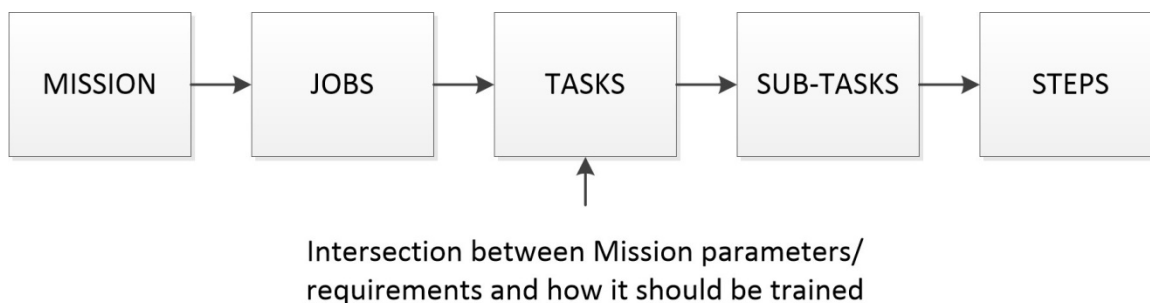 MISSION
JOBS
TASKS
SUB-TASKS
STEPS
Intersection between Mission parameters/
requirements and how it should be trained